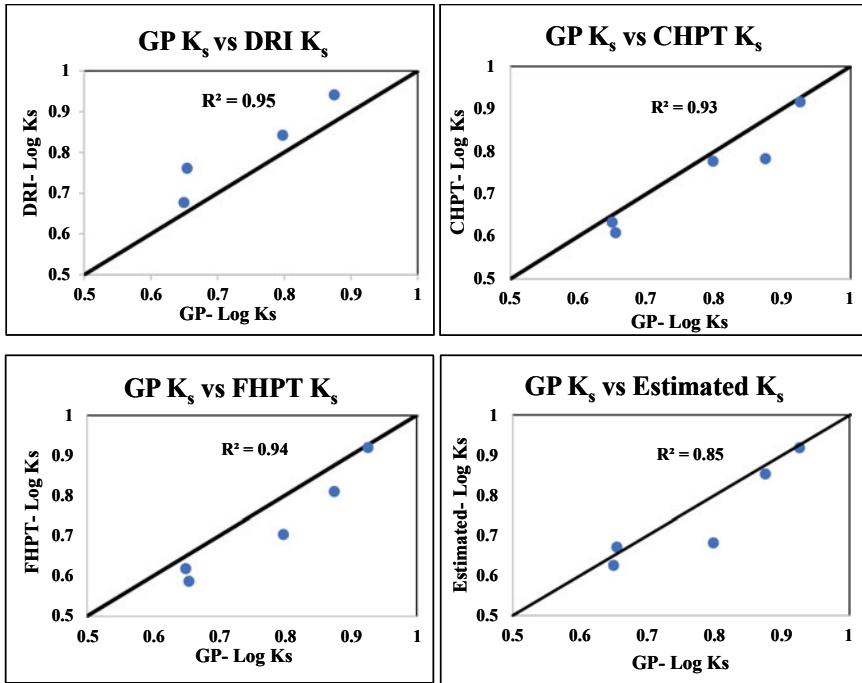 GP Ks vs DRI Ks
R² = 0.95
DRI- Log Ks
1
0.9
0.8
0.7
0.6
0.5
0.5 0.6 0.7 0.8 0.9 1
GP- Log Ks
GP Ks vs CHPT Ks
R² = 0.93
CHPT- Log Ks
1
0.9
0.8
0.7
0.6
0.5
0.5 0.6 0.7 0.8 0.9 1
GP- Log Ks
GP Ks vs FHPT Ks
R² = 0.94
FHPT- Log Ks
1
0.9
0.8
0.7
0.6
0.5
0.5 0.6 0.7 0.8 0.9 1
GP- Log Ks
GP Ks vs Estimated Ks
R² = 0.85
Estimated- Log Ks
1
0.9
0.8
0.7
0.6
0.5
0.5 0.6 0.7 0.8 0.9 1
GP- Log Ks